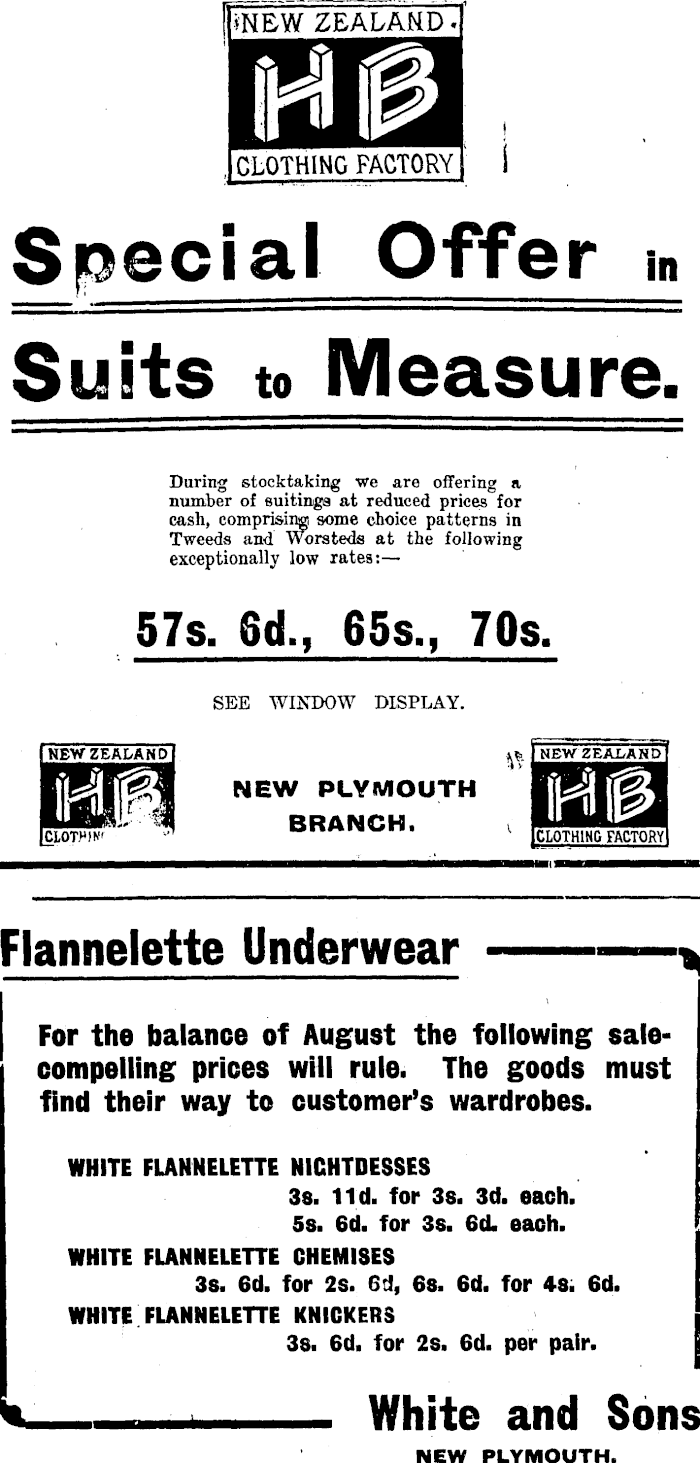 NEW ZEALAND
HB
CLOTHING FACTORY
Special Offer in
Suits to Measure.
During stocktaking we are offering a
number of suitings at reduced prices for
cash, comprising some choice patterns in
Tweeds and Worsteds at the following
exceptionally low rates:—
57s. 6d., 65s., 70s.
SEE WINDOW DISPLAY.
NEW ZEALAND
HB
CLOTHIN
NEW PLYMOUTH
BRANCH.
NEW ZEALAND
HB
CLOTHING FACTORY
Flannelette Underwear
For the balance of August the following sale-
compelling prices will rule. The goods must
find their way to customer's wardrobes.
WHITE FLANNELETTE NICHTDESSES
3s. 11d. for 3s. 3d. each.
5s. 6d. for 3s. 6d. each.
WHITE FLANNELETTE CHEMISES
3s. 6d. for 2s. 6d, 6s. 6d. for 4s. 6d.
WHITE FLANNELETTE KNICKERS
3s. 6d. for 2s. 6d. per pair.
White and Sons
NEW PLYMOUTH.